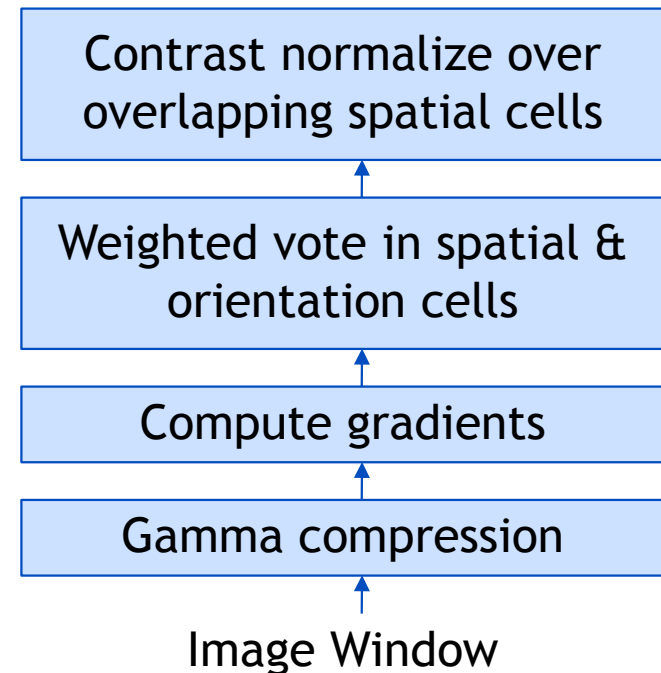 Contrast normalize over
overlapping spatial cells
Weighted vote in spatial &
orientation cells
Compute gradients
Gamma compression
Image Window